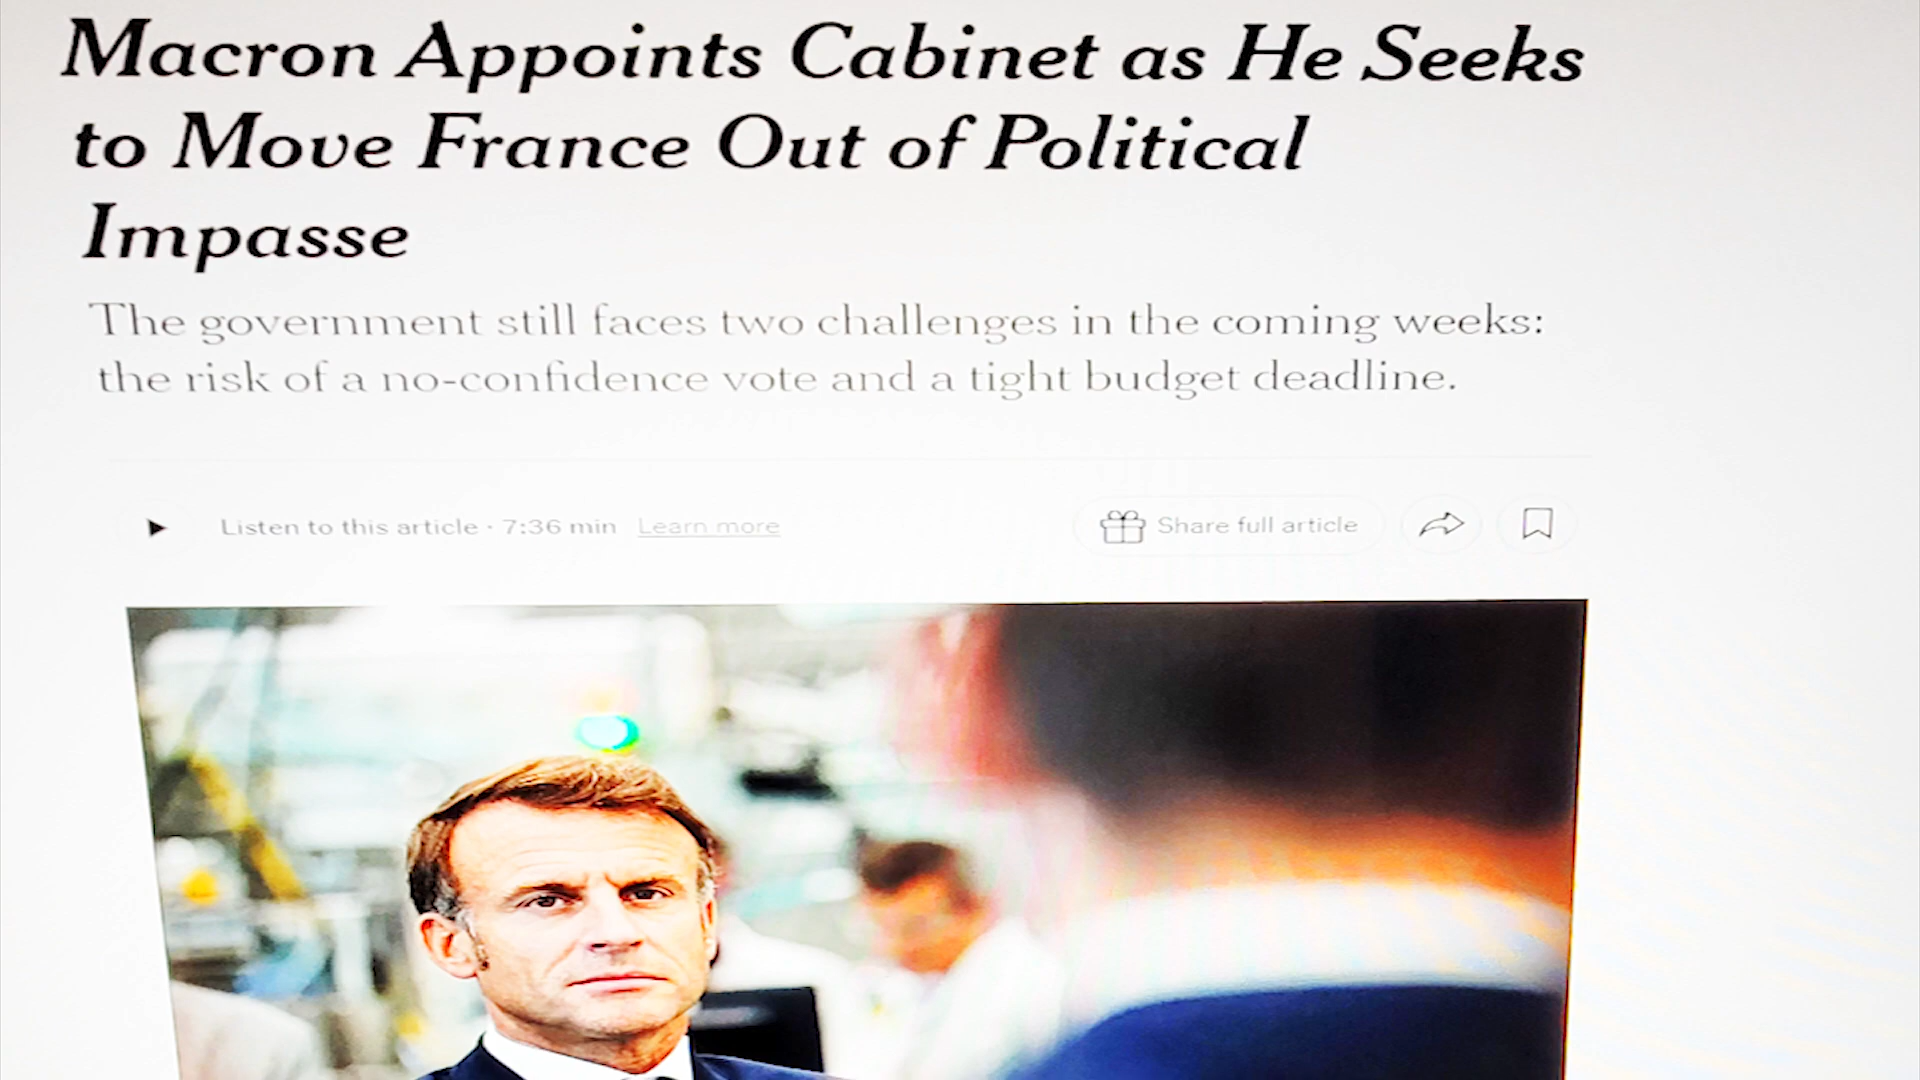 Macron Appoints Cabinet as He Seeks
to Move France Out of Political
Impasse
The government still faces two challenges in the coming weeks:
the risk of a no-confidence vote and a tight budget deadline.
Listen to this article · 7:36 min Learn more
Share full article